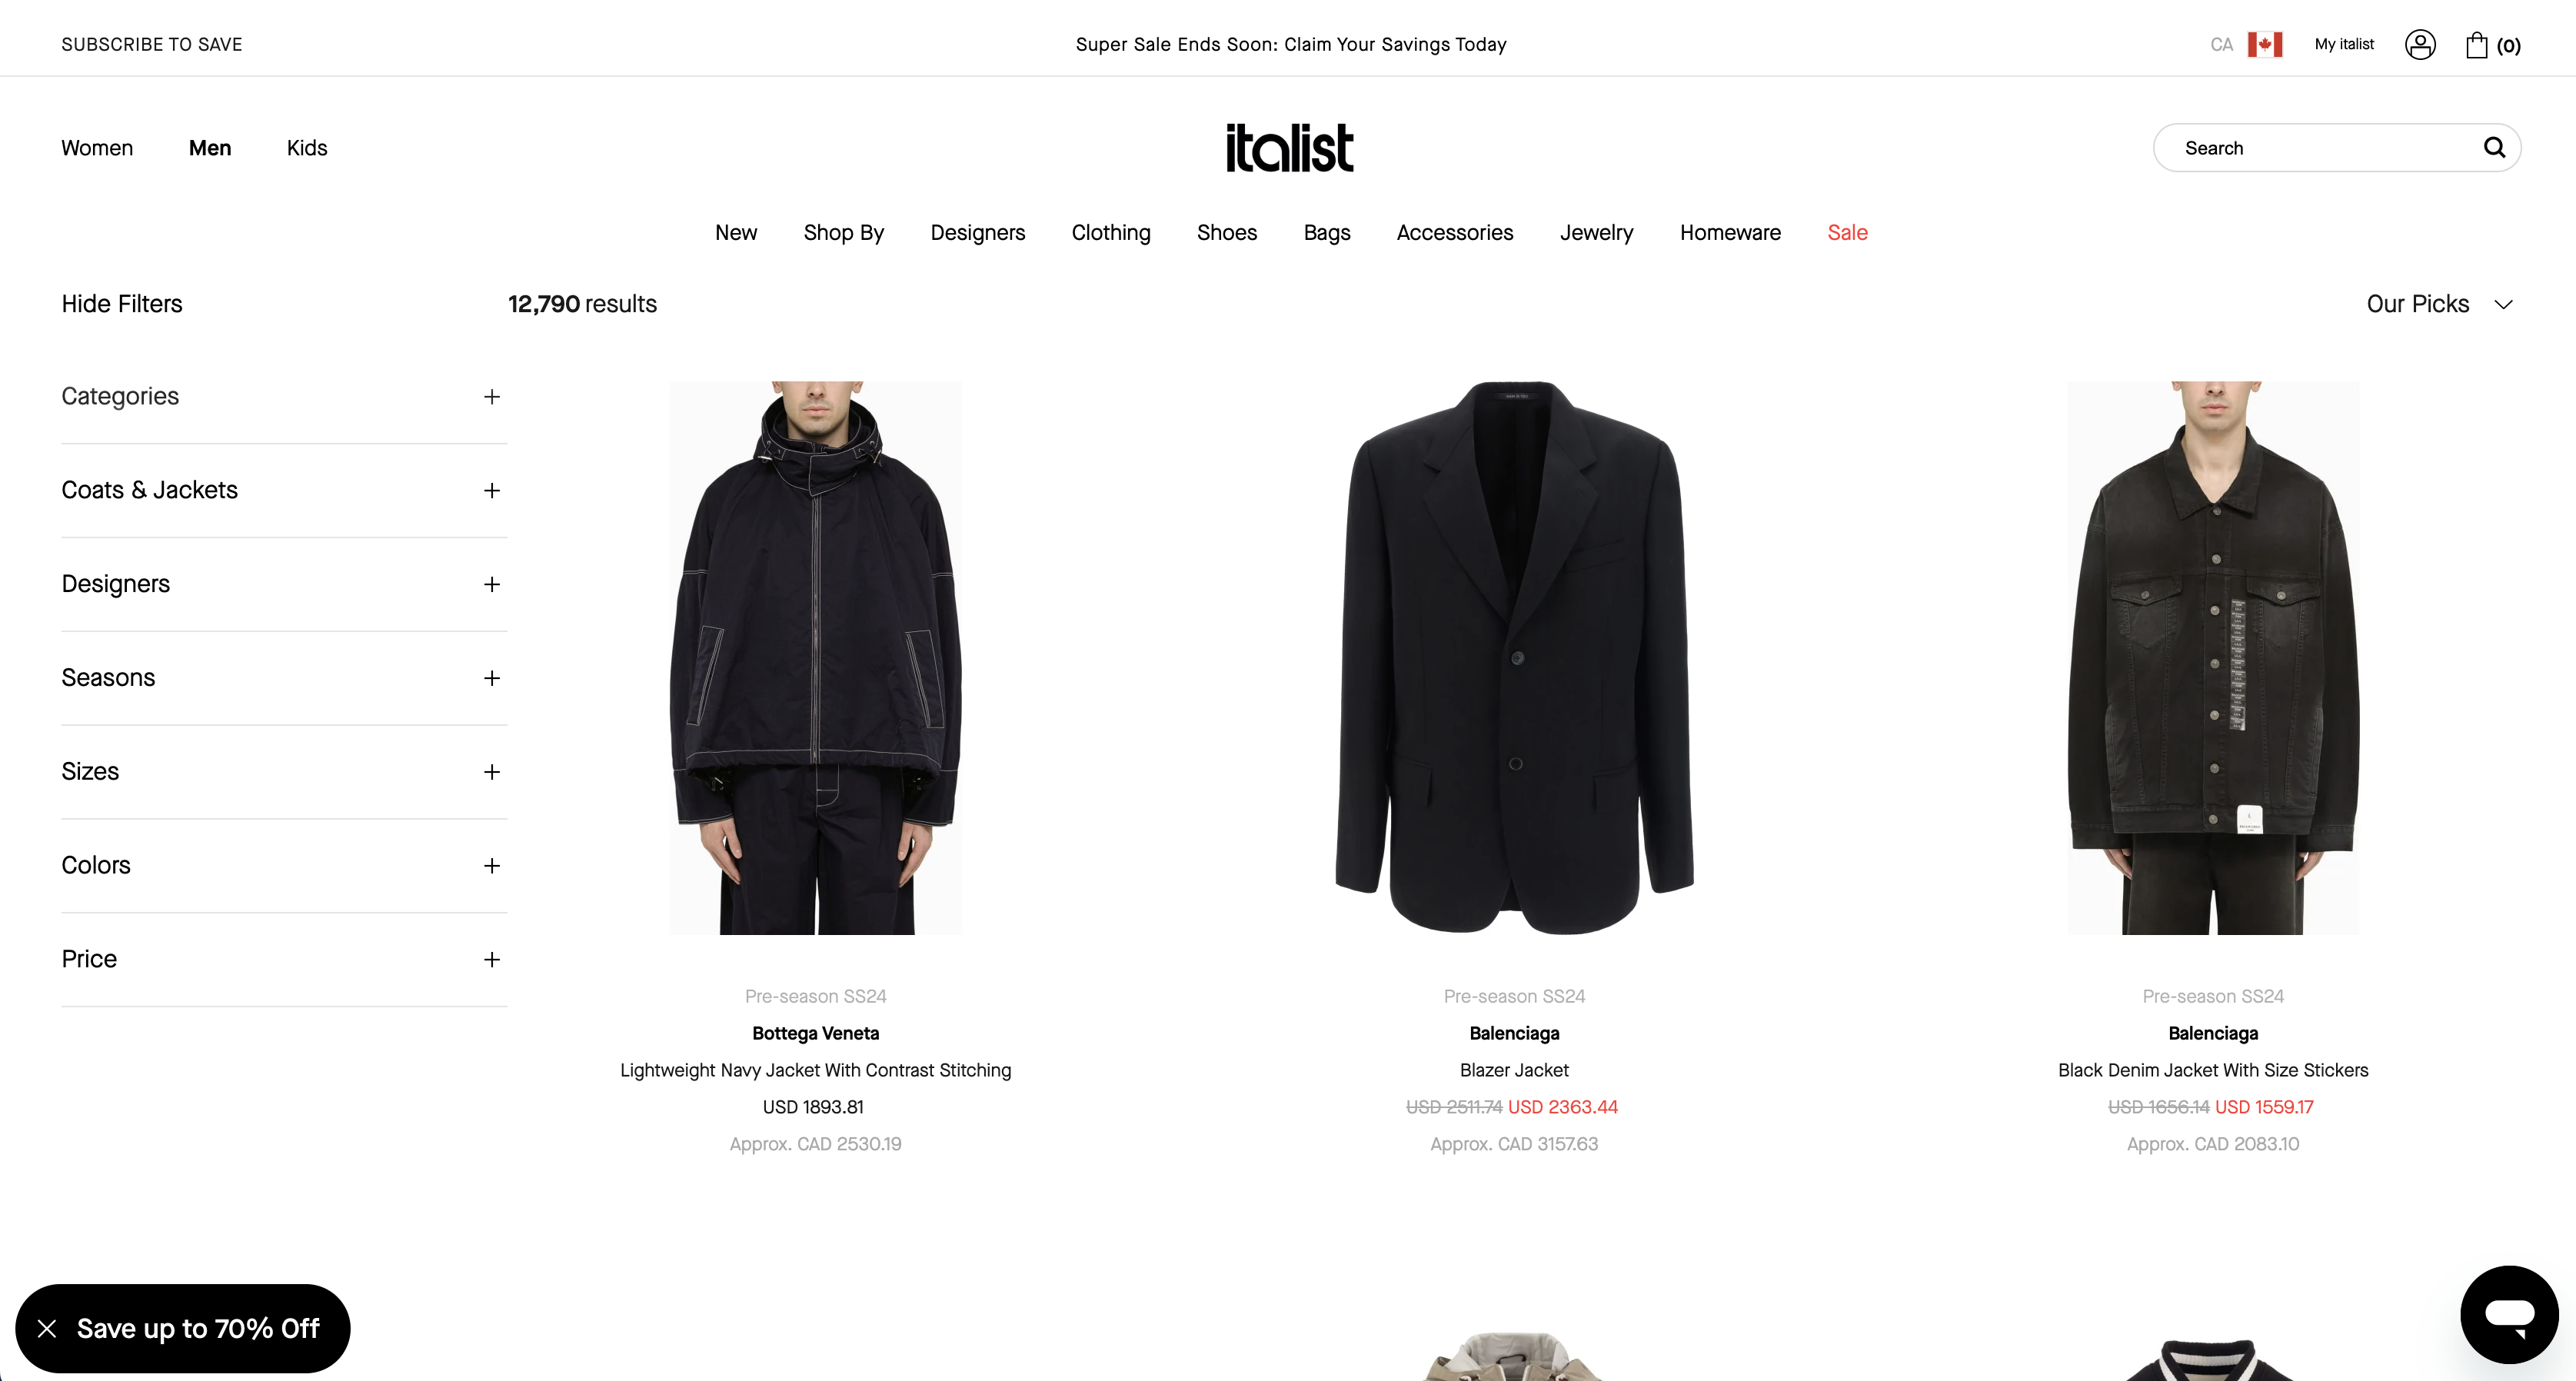 SUBSCRIBE TO SAVE
Super Sale Ends Soon: Claim Your Savings Today
CA
My italist
(0)
Women Men Kids
italist
Search
New Shop By Designers Clothing Shoes Bags Accessories Jewelry Homeware Sale
Hide Filters
12,790 results
Our Picks
Categories
Coats & Jackets
Designers
Seasons
Sizes
Colors
Price
Pre-season SS24
Bottega Veneta
Lightweight Navy Jacket With Contrast Stitching
USD 1893.81
Approx. CAD 2530.19
Pre-season SS24
Balenciaga
Blazer Jacket
USD 2511.74 USD 2363.44
Approx. CAD 3157.63
Pre-season SS24
Balenciaga
Black Denim Jacket With Size Stickers
USD 1656.14 USD 1559.17
Approx. CAD 2083.10
Save up to 70% Off